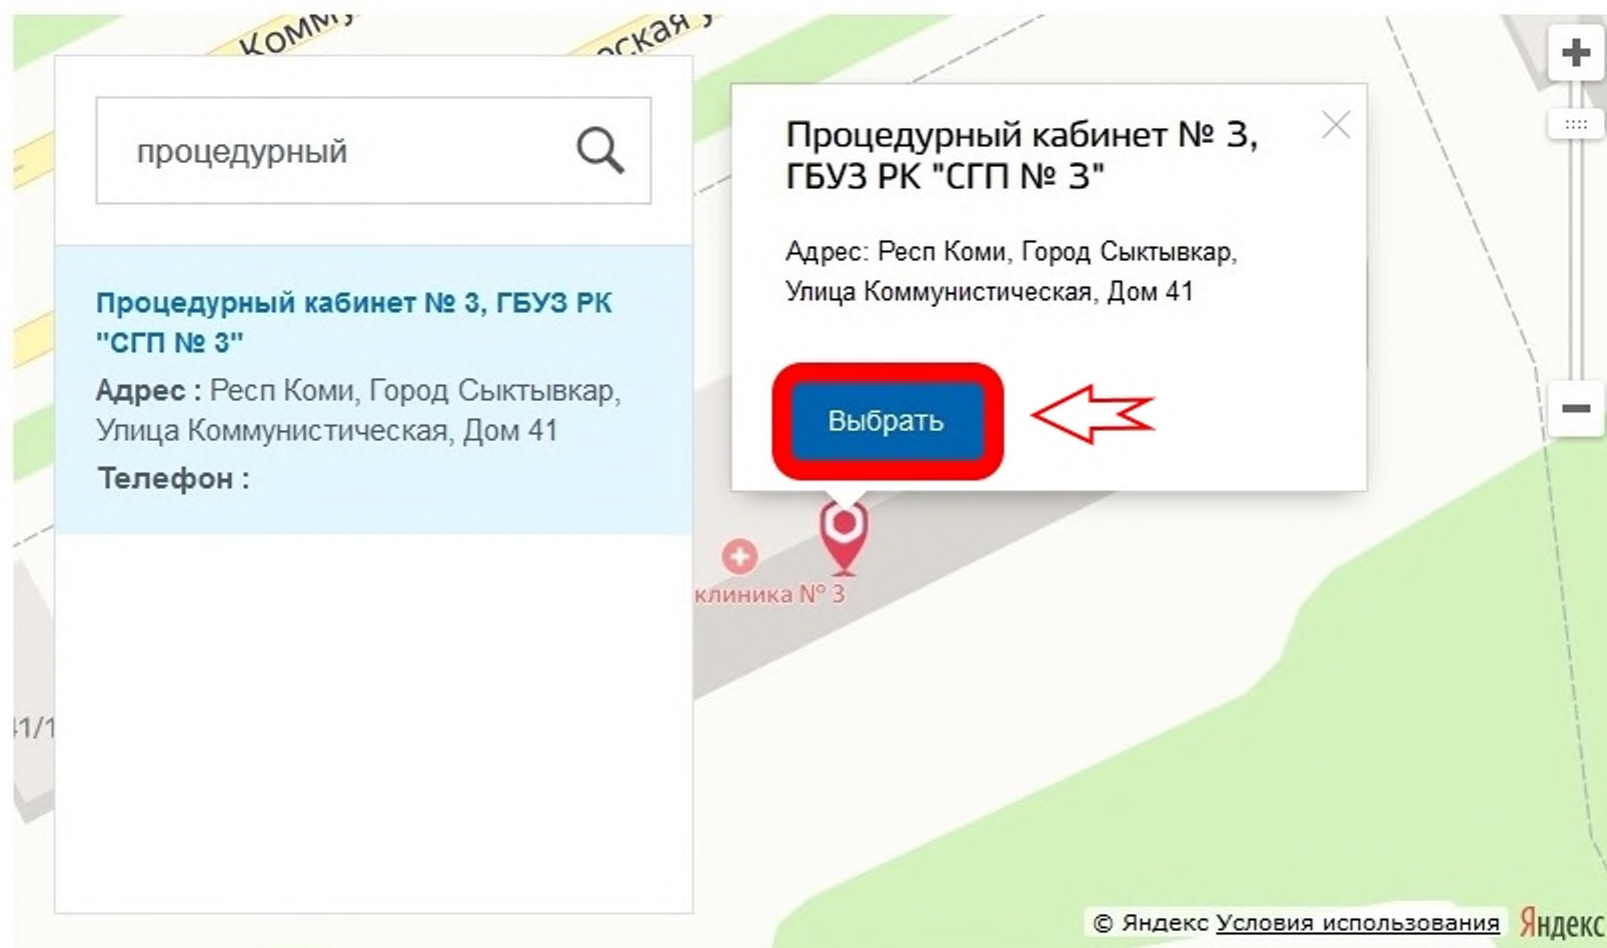 процедурный
Процедурный кабинет № 3, ГБУЗ РК
"СГП № 3"
Адрес : Респ Коми, Город Сыктывкар,
Улица Коммунистическая, Дом 41
Телефон :
Процедурный кабинет № 3,
ГБУЗ РК "СГП № 3"
Адрес: Респ Коми, Город Сыктывкар,
Улица Коммунистическая, Дом 41
Выбрать
клиника № 3
© Яндекс Условия использования
Яндекс